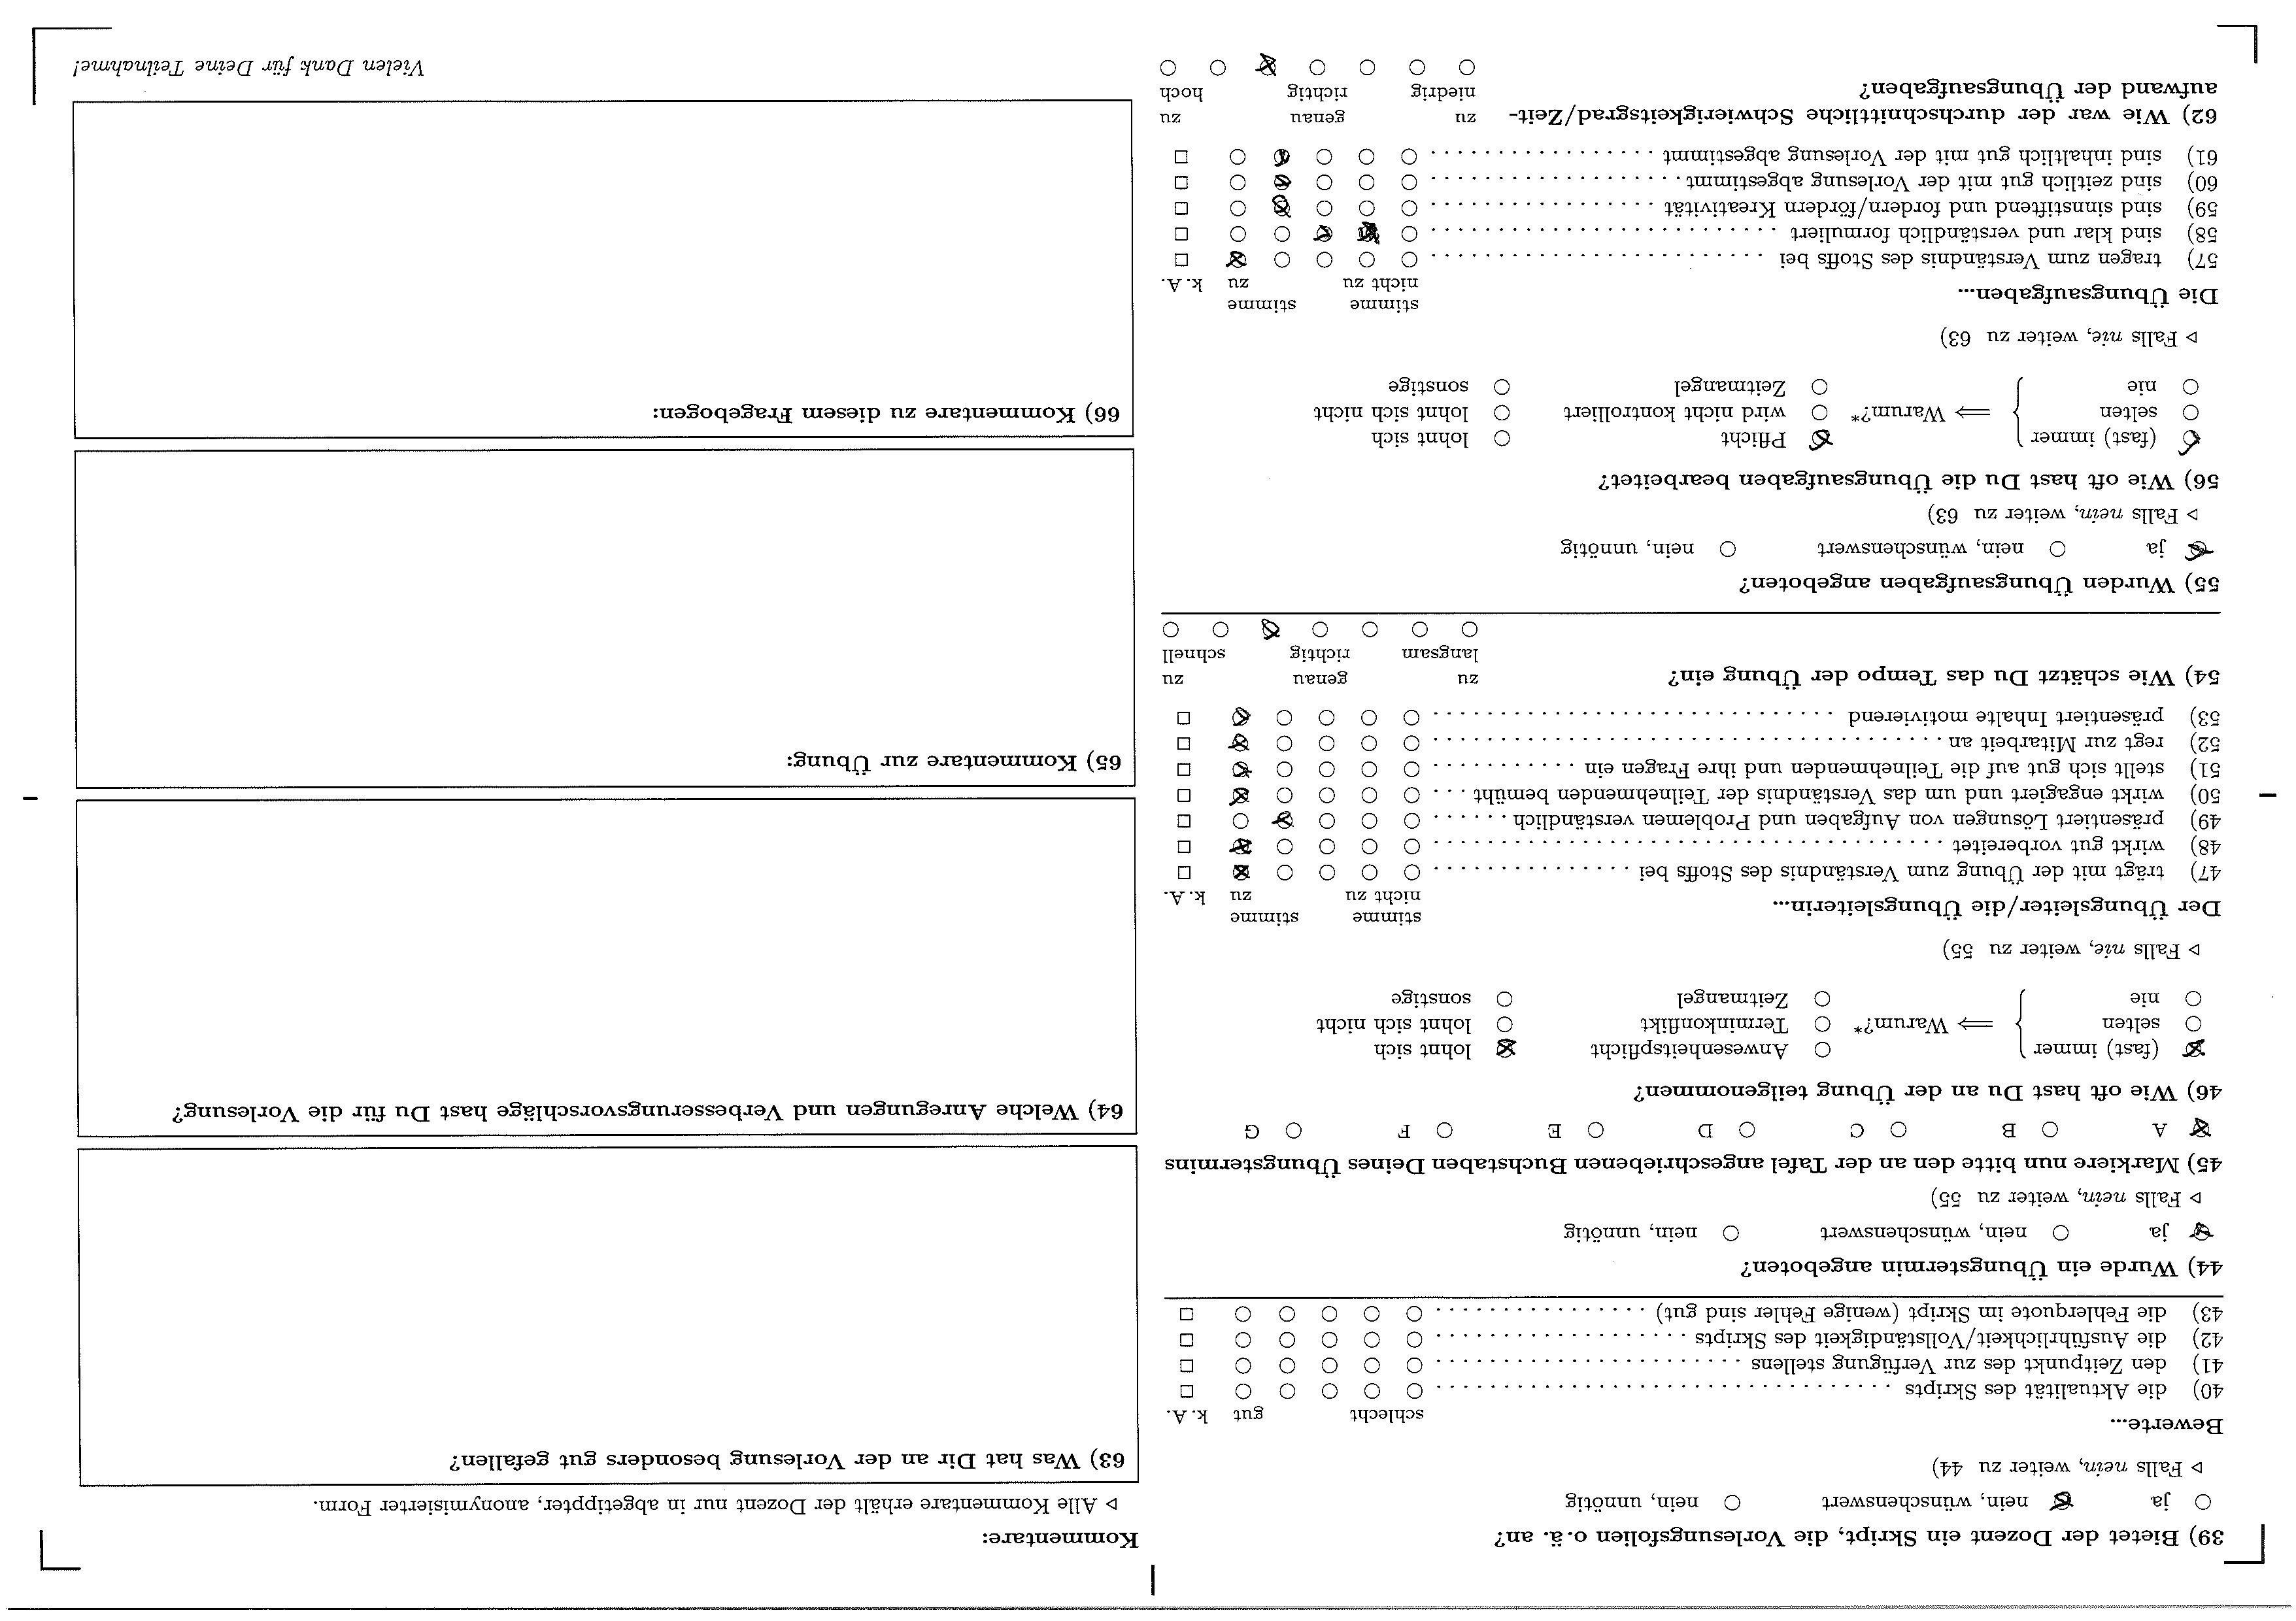 39) Bietet der Dozent ein Skript, die Vorlesungsfolien o.ä. an?
ja nein, wünschenswert nein, unnötig
▷ Falls nein, weiter zu 44)
Bewerte...
schlecht gut k.A.
40) die Aktualität des Skripts
41) den Zeitpunkt des zur Verfügung stellens
42) die Ausführlichkeit/Vollständigkeit des Skripts
43) die Fehlerquote im Skript (wenige Fehler sind gut)
44) Wurde ein Übungstermin angeboten?
ja nein, wünschenswert nein, unnötig
▷ Falls nein, weiter zu 55)
45) Markiere nun bitte den an der Tafel angeschriebenen Buchstaben Deines Übungstermins
A B C D E F G
46) Wie oft hast Du an der Übung teilgenommen?
(fast) immer Anwesenheitspflicht lohnt sich
selten ⟹ Warum?* Terminkonflikt lohnt sich nicht
nie Zeitmangel sonstige
▷ Falls nie, weiter zu 55)
Der Übungsleiter/die Übungsleiterin...
stimme stimme
nicht zu zu k.A.
47) trägt mit der Übung zum Verständnis des Stoffs bei
48) wirkt gut vorbereitet
49) präsentiert Lösungen von Aufgaben und Problemen verständlich
50) wirkt engagiert und um das Verständnis der Teilnehmenden bemüht
51) stellt sich gut auf die Teilnehmenden und ihre Fragen ein
52) regt zur Mitarbeit an
53) präsentiert Inhalte motivierend
54) Wie schätzt Du das Tempo der Übung ein?
zu genau zu
langsam richtig schnell
55) Wurden Übungsaufgaben angeboten?
ja nein, wünschenswert nein, unnötig
▷ Falls nein, weiter zu 63)
56) Wie oft hast Du die Übungsaufgaben bearbeitet?
(fast) immer Pflicht lohnt sich
selten ⟹ Warum?* wird nicht kontrolliert lohnt sich nicht
nie Zeitmangel sonstige
▷ Falls nie, weiter zu 63)
Die Übungsaufgaben...
stimme stimme
nicht zu zu k.A.
57) tragen zum Verständnis des Stoffs bei
58) sind klar und verständlich formuliert
59) sind sinnstiftend und fordern/fördern Kreativität
60) sind zeitlich gut mit der Vorlesung abgestimmt
61) sind inhaltlich gut mit der Vorlesung abgestimmt
62) Wie war der durchschnittliche Schwierigkeitsgrad/Zeit-
aufwand der Übungsaufgaben?
zu genau zu
niedrig richtig hoch
Kommentare:
▷ Alle Kommentare erhält der Dozent nur in abgetippter, anonymisierter Form.
63) Was hat Dir an der Vorlesung besonders gut gefallen?
64) Welche Anregungen und Verbesserungsvorschläge hast Du für die Vorlesung?
65) Kommentare zur Übung:
66) Kommentare zu diesem Fragebogen:
Vielen Dank für Deine Teilnahme!